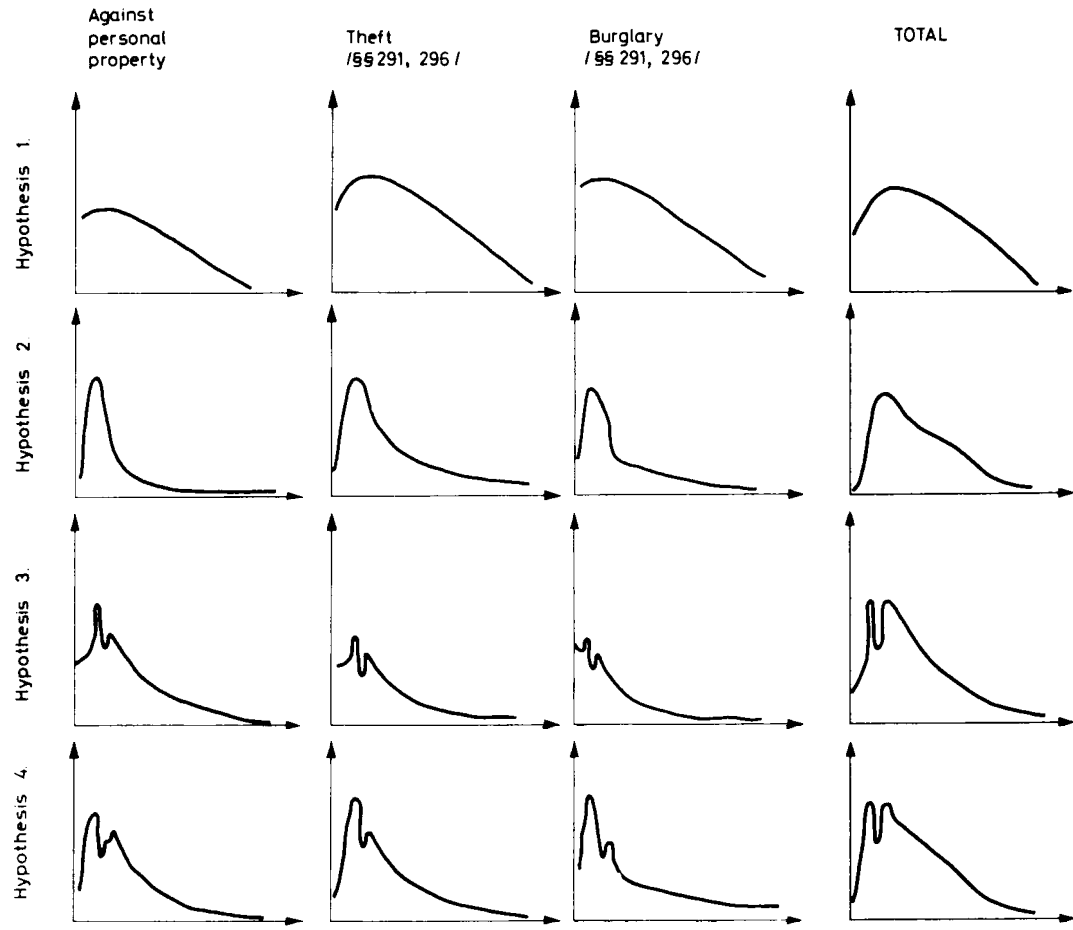 Against
personal
property
Theft
/§§ 291, 296/
Burglary
/§§ 291, 296/
TOTAL
Hypothesis 1.
Hypothesis 2.
Hypothesis 3.
Hypothesis 4.